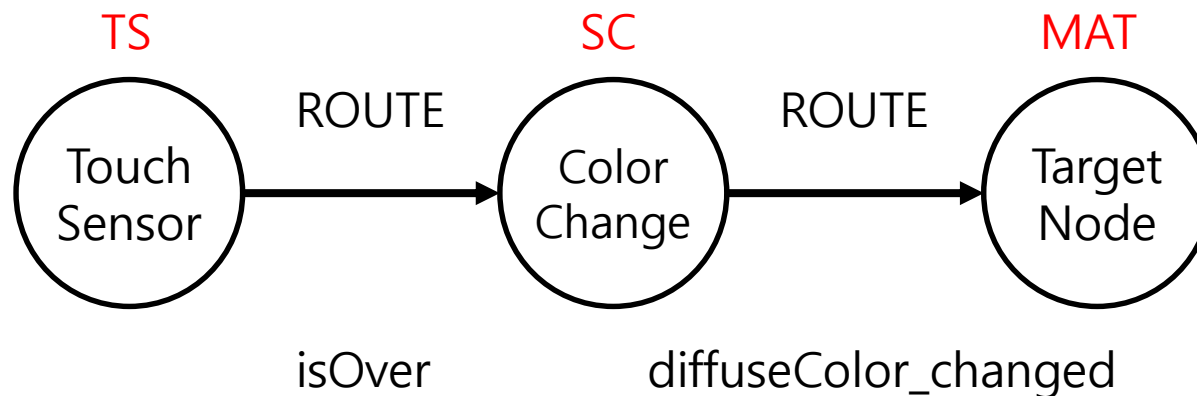 TS
SC
MAT
ROUTE
ROUTE
Touch
Sensor
Color
Change
Target
Node
isOver
diffuseColor_changed